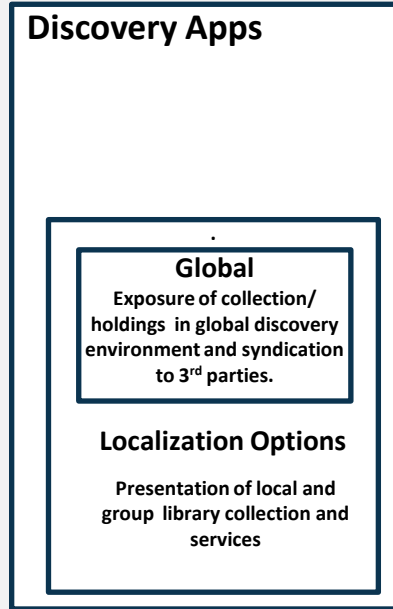 Discovery Apps
.
Global
Exposure of collection/
holdings in global discovery
environment and syndication
to 3rd parties.
Localization Options
Presentation of local and
group library collection and
services